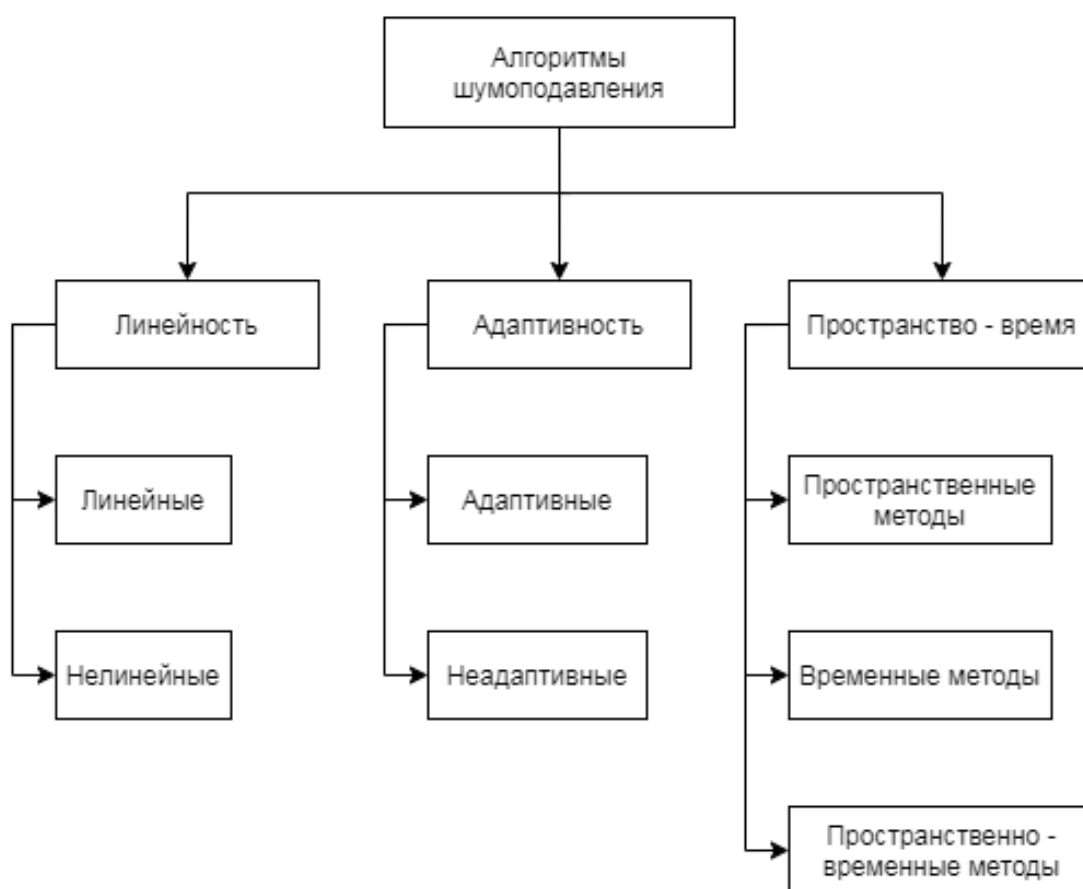 Алгоритмы
шумоподавления
Линейность
Адаптивность
Пространство - время
Линейные
Адаптивные
Пространственные
методы
Нелинейные
Неадаптивные
Временные методы
Пространственно -
временные методы